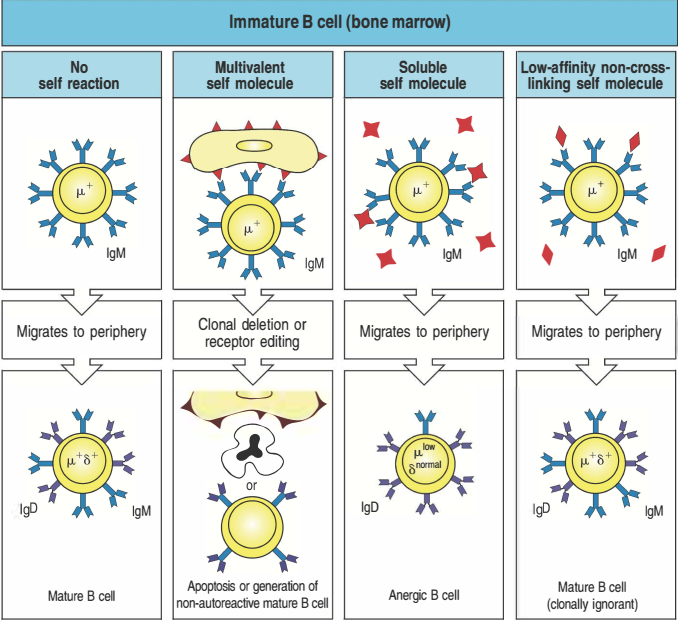 Immature B cell (bone marrow)
No
self reaction
Multivalent
self molecule
Soluble
self molecule
Low-affinity non-cross-
linking self molecule
μ+
IgM
μ+
IgM
μ+
IgM
μ+
IgM
Migrates to periphery
Clonal deletion or
receptor editing
Migrates to periphery
Migrates to periphery
μ+δ+
IgD
IgM
Mature B cell
or
Apoptosis or generation of
non-autoreactive mature B cell
μlow
δnormal
IgD
Anergic B cell
μ+δ+
IgD
IgM
Mature B cell
(clonally ignorant)